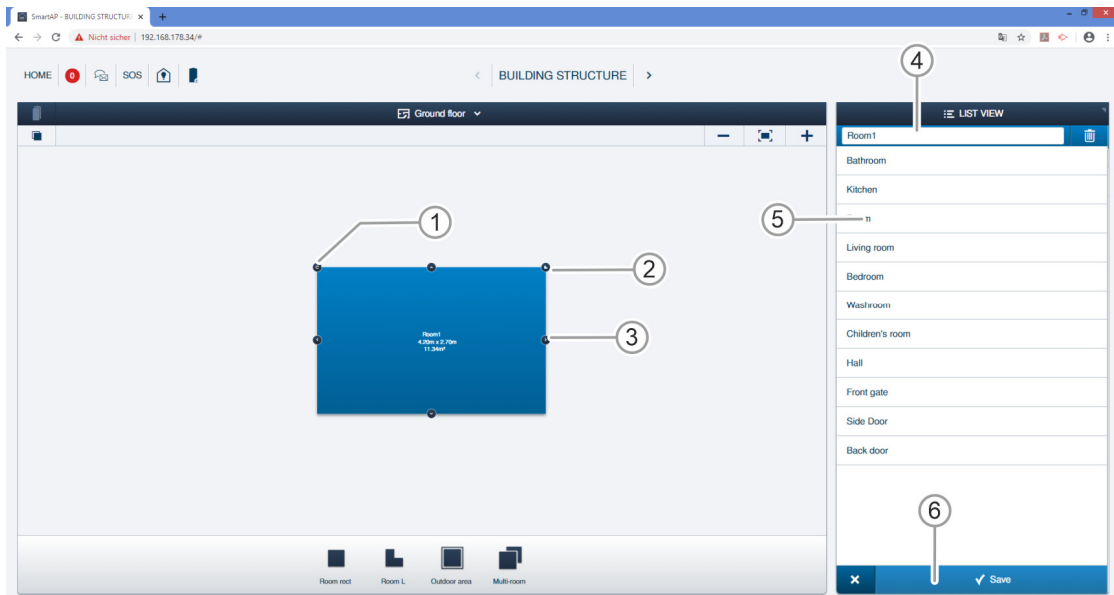 SmartAP - BUILDING STRUCTUR
Nicht sicher | 192.168.178.34/#
HOME 0 SOS BUILDING STRUCTURE
4
Ground floor
LIST VIEW
Room1
Bathroom
Kitchen
1
5
Living room
2
Bedroom
Washroom
3
Room1
4.20m x 2.70m
11.34m²
Children's room
Hall
Front gate
Side Door
Back door
6
Room rect Room L Outdoor area Multi-room
Save